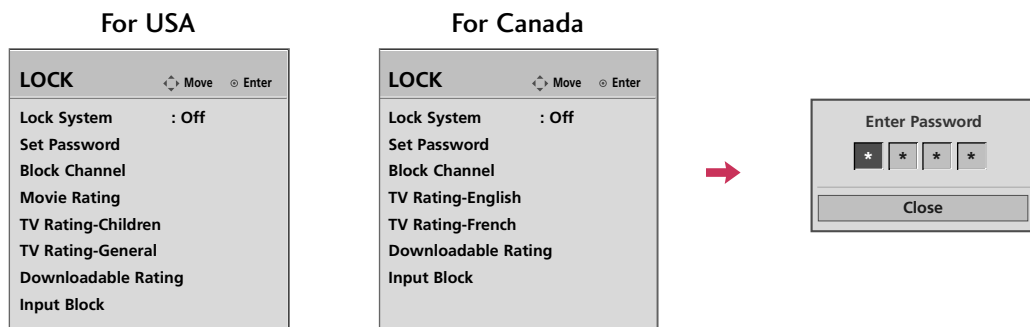 For USA
LOCK Move Enter
Lock System : Off
Set Password
Block Channel
Movie Rating
TV Rating-Children
TV Rating-General
Downloadable Rating
Input Block
For Canada
LOCK Move Enter
Lock System : Off
Set Password
Block Channel
TV Rating-English
TV Rating-French
Downloadable Rating
Input Block
Enter Password
* * * *
Close